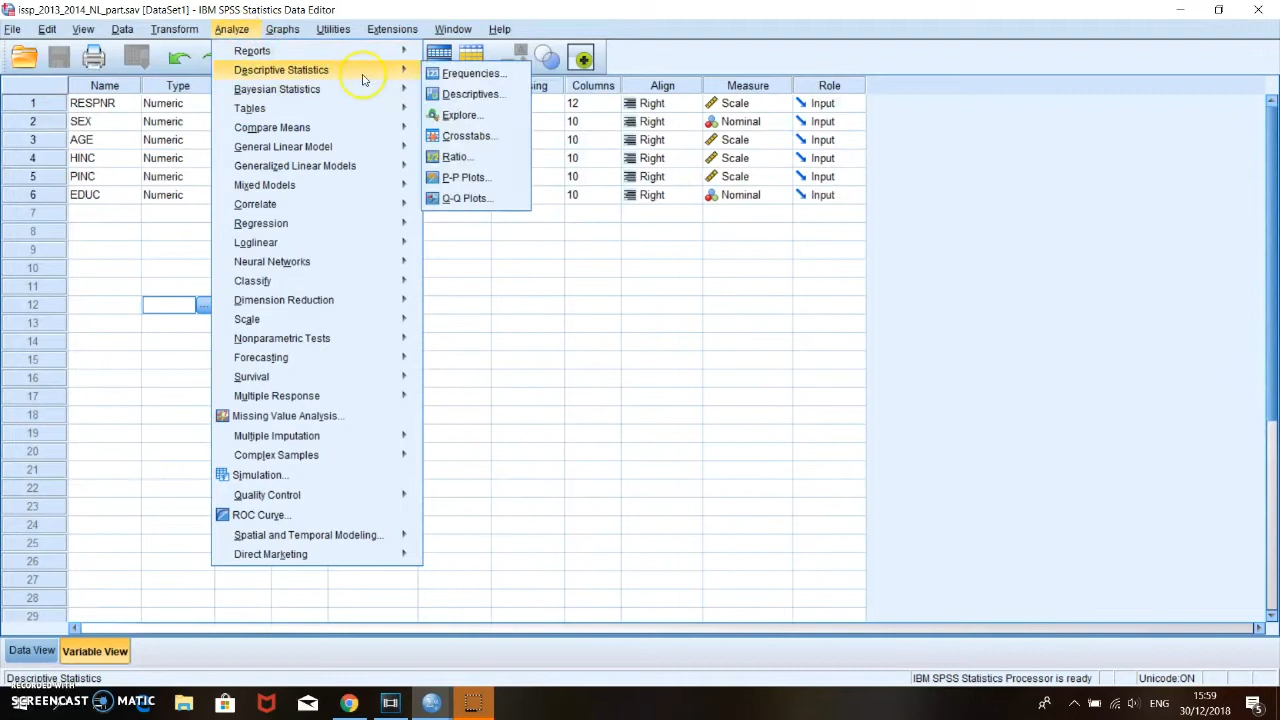 issp_2013_2014_NL_part.sav [DataSet1] - IBM SPSS Statistics Data Editor
File Edit View Data Transform Analyze Graphs Utilities Extensions Window Help
Reports
Descriptive Statistics
Bayesian Statistics
Tables
Compare Means
General Linear Model
Generalized Linear Models
Mixed Models
Correlate
Regression
Loglinear
Neural Networks
Classify
Dimension Reduction
Scale
Nonparametric Tests
Forecasting
Survival
Multiple Response
Missing Value Analysis...
Multiple Imputation
Complex Samples
Simulation...
Quality Control
ROC Curve...
Spatial and Temporal Modeling...
Direct Marketing
Frequencies...
Descriptives...
Explore...
Crosstabs...
Ratio...
P-P Plots...
Q-Q Plots...
Name Type Columns Align Measure Role
1 RESPNR Numeric 12 Right Scale Input
2 SEX Numeric 10 Right Nominal Input
3 AGE Numeric 10 Right Scale Input
4 HINC Numeric 10 Right Scale Input
5 PINC Numeric 10 Right Scale Input
6 EDUC Numeric 10 Right Nominal Input
7
8
9
10
11
12 ...
13
14
15
16
17
18
19
20
21
22
23
24
25
26
27
28
29
Data View Variable View
Descriptive Statistics IBM SPSS Statistics Processor is ready Unicode:ON
RECORDED WITH
SCREENCAST MATIC
ENG
15:59
30/12/2018
5